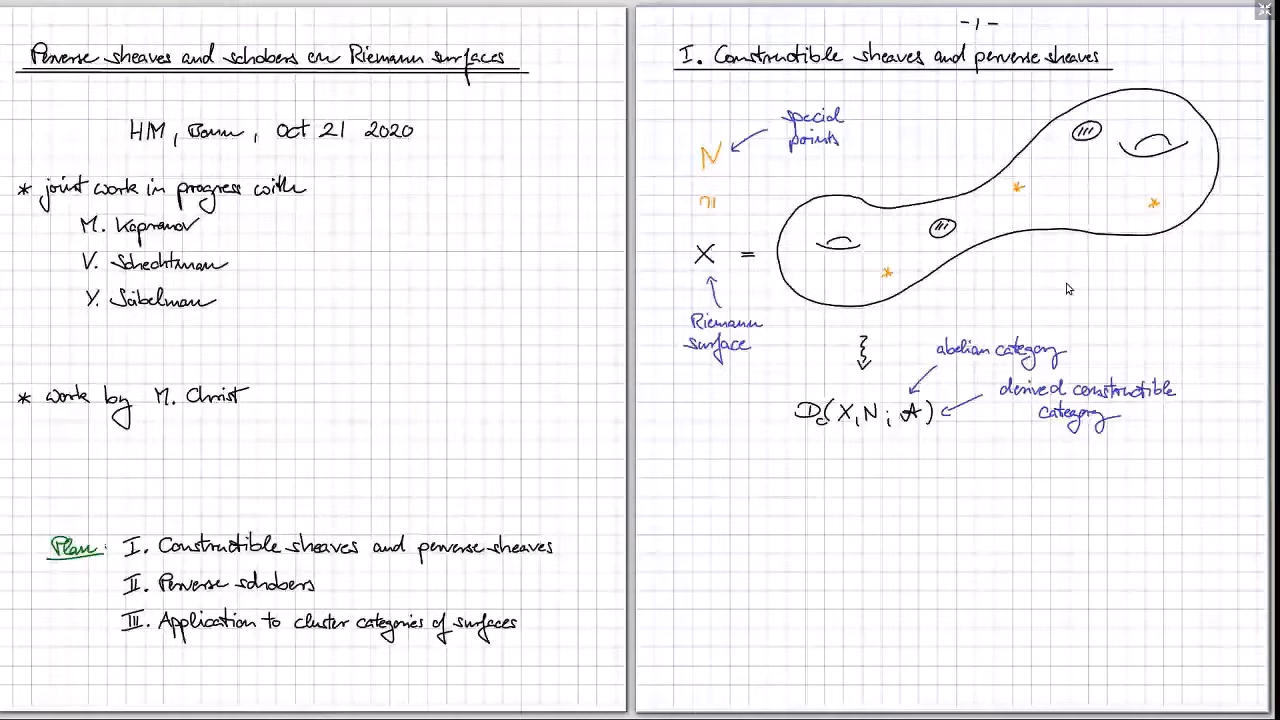 Perverse sheaves and schobers on Riemann surfaces
HM, Bonn, Oct 21 2020
* joint work in progress with
M. Kapranov
V. Schechtman
Y. Soibelman
* work by M. Christ
Plan: I. Constructible sheaves and perverse sheaves
II. Perverse schobers
III. Application to cluster categories of surfaces
-1-
I. Constructible sheaves and perverse sheaves
special
points
N
X =
Riemann
surface
abelian category
derived constructible
category
D_c(X,N; A)